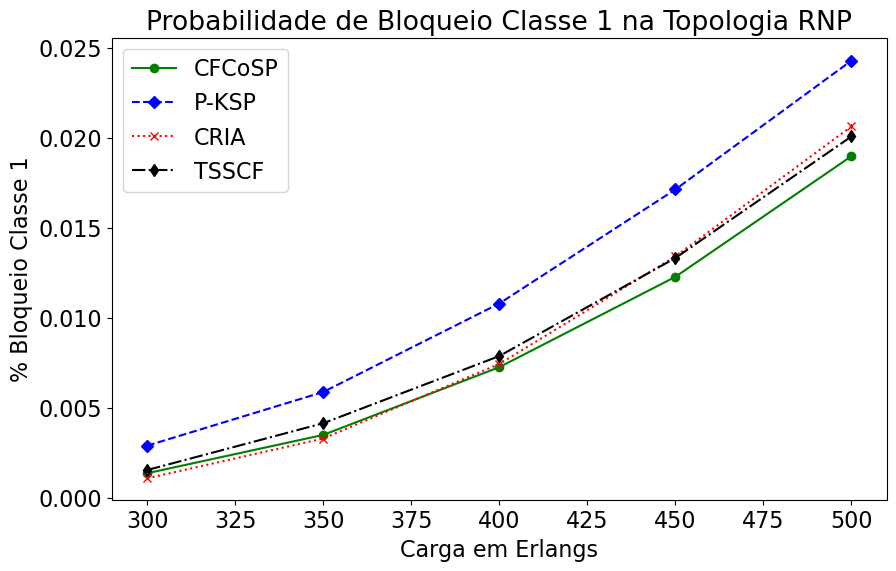 Probabilidade de Bloqueio Classe 1 na Topologia RNP
CFCoSP
P-KSP
CRIA
TSSCF
% Bloqueio Classe 1
0.025
0.020
0.015
0.010
0.005
0.000
300 325 350 375 400 425 450 475 500
Carga em Erlangs